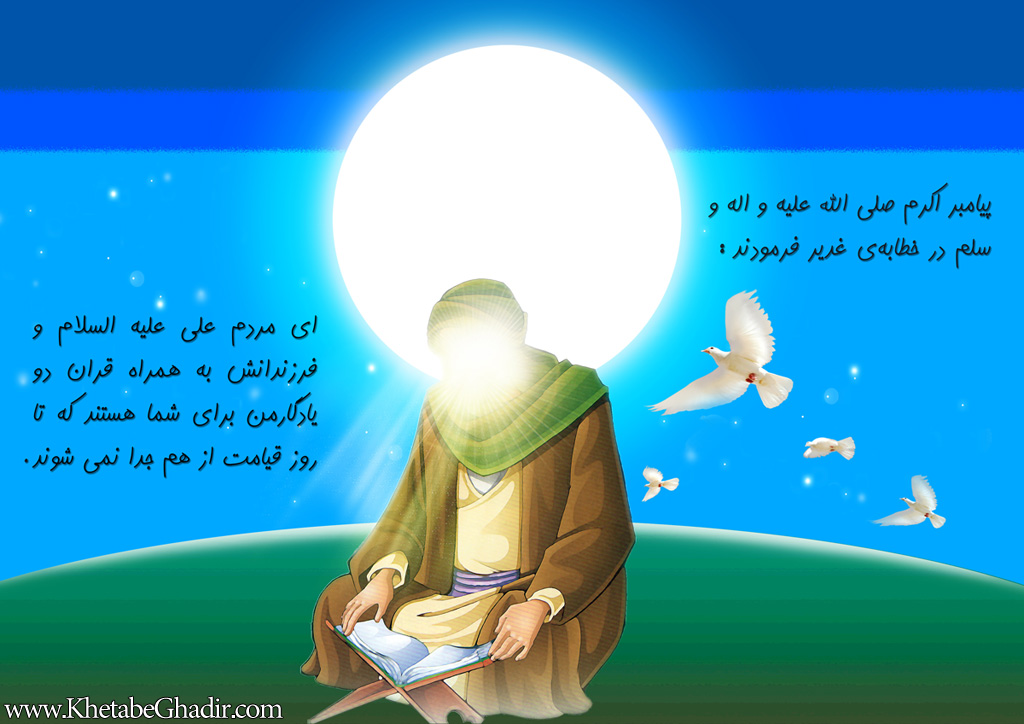 پیامبر اکرم صلی الله علیه و اله و
سلم در خطابه‌ی غدیر فرمودند :
ای مردم علی علیه السلام و
فرزندانش به همراه قران دو
یادگارمن برای شما هستند که تا
روز قیامت از هم جدا نمی شوند.
www.KhetabeGhadir.com